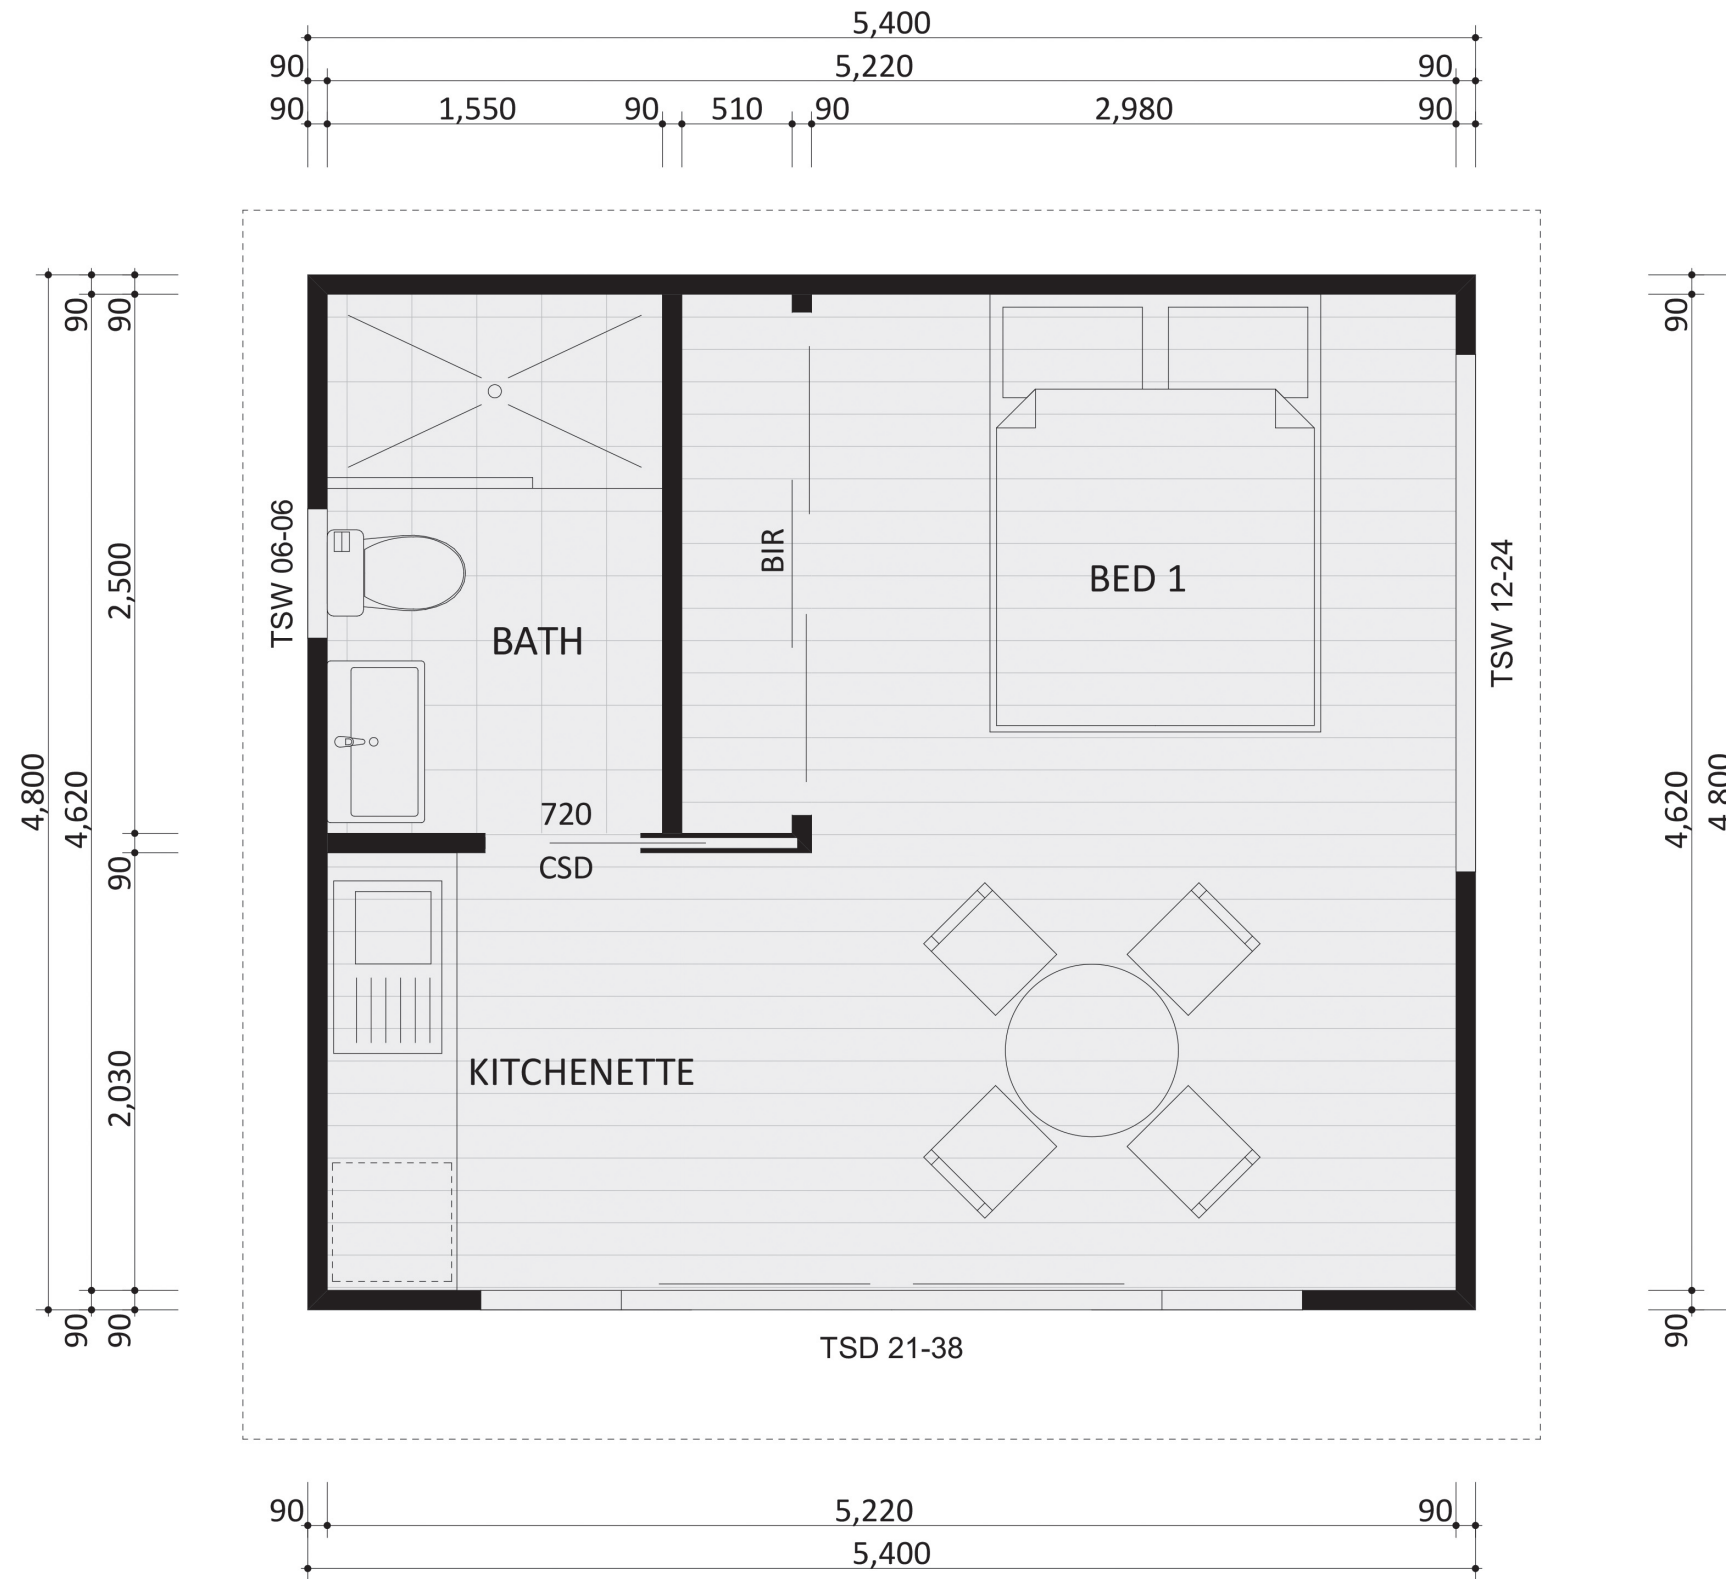 5,400
90 5,220 90
90 1,550 90 510 90 2,980 90
90 90 90
TSW 06-06
2,500
BIR
BED 1
TSW 12-24
BATH
4,800 4,620 4,620 4,800
720
CSD
90
2,030
KITCHENETTE
90 90 90
TSD 21-38
90 5,220 90
5,400